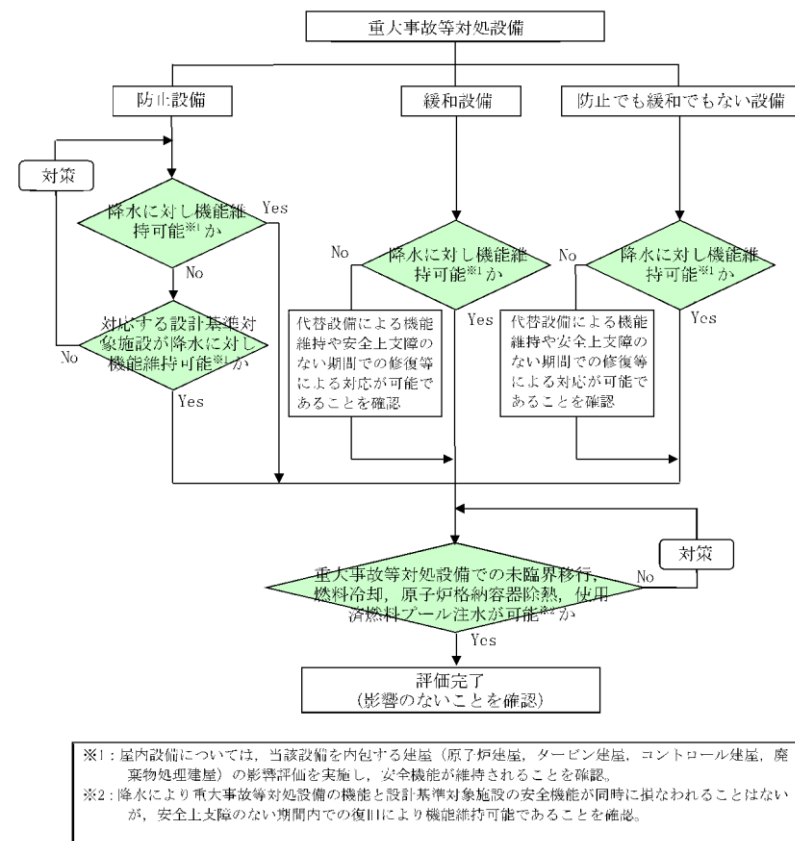 重大事故等対処設備
防止設備
緩和設備
防止でも緩和でもない設備
対策
降水に対し機能維
持可能※1か
Yes
No
対応する設計基準対
象施設が降水に対し
機能維持可能※1か
No
Yes
降水に対し機能維
持可能※1か
No
Yes
代替設備による機能
維持や安全上支障の
ない期間での修復等
による対応が可能で
あることを確認
降水に対し機能維
持可能※1か
No
Yes
代替設備による機能
維持や安全上支障の
ない期間での修復等
による対応が可能で
あることを確認
対策
重大事故等対処設備での未臨界移行,
燃料冷却,原子炉格納容器除熱,使用
済燃料プール注水が可能※2か
No
Yes
評価完了
(影響のないことを確認)
※1:屋内設備については,当該設備を内包する建屋(原子炉建屋,タービン建屋,コントロール建屋,廃
棄物処理建屋)の影響評価を実施し,安全機能が維持されることを確認。
※2:降水により重大事故等対処設備の機能と設計基準対象施設の安全機能が同時に損なわれることはない
が,安全上支障のない期間内での復旧により機能維持可能であることを確認。